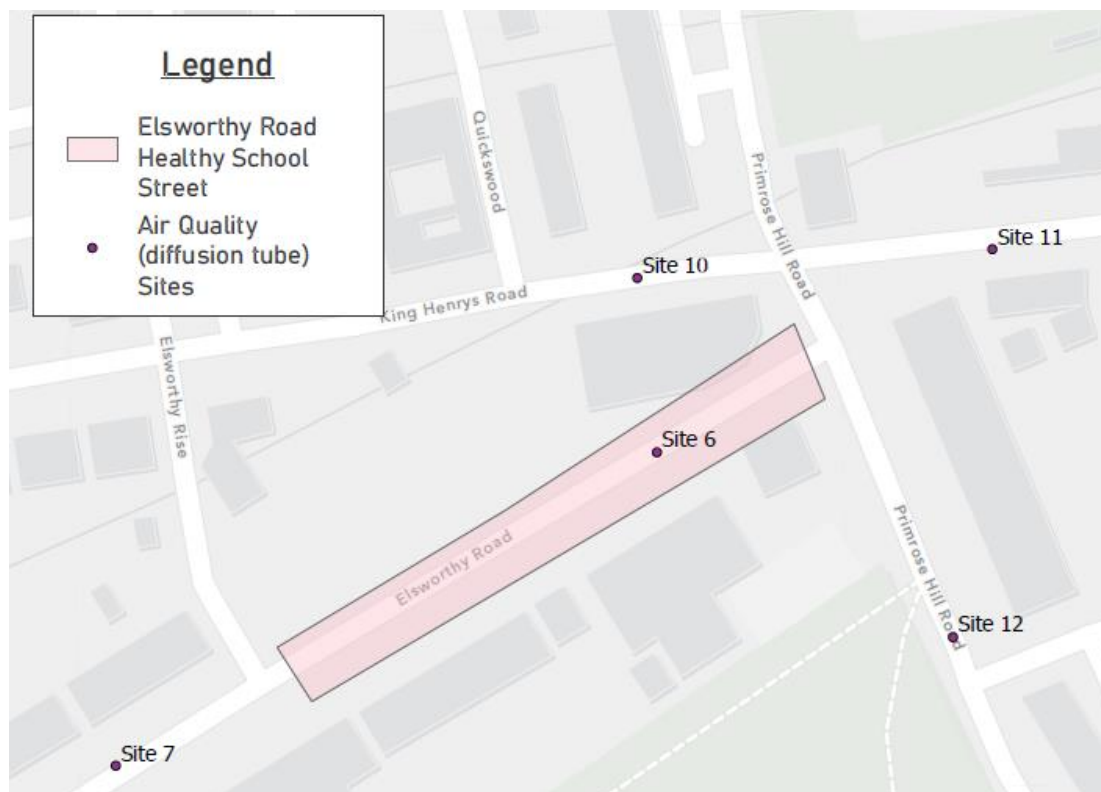 Legend
Elsworthy Road
Healthy School
Street
Air Quality
(diffusion tube)
Sites
Quickswood
Primrose Hill Road
Site 10
Site 11
King Henrys Road
Elsworthy Rise
Site 6
Elsworthy Road
Primrose Hill Road
Site 12
Site 7